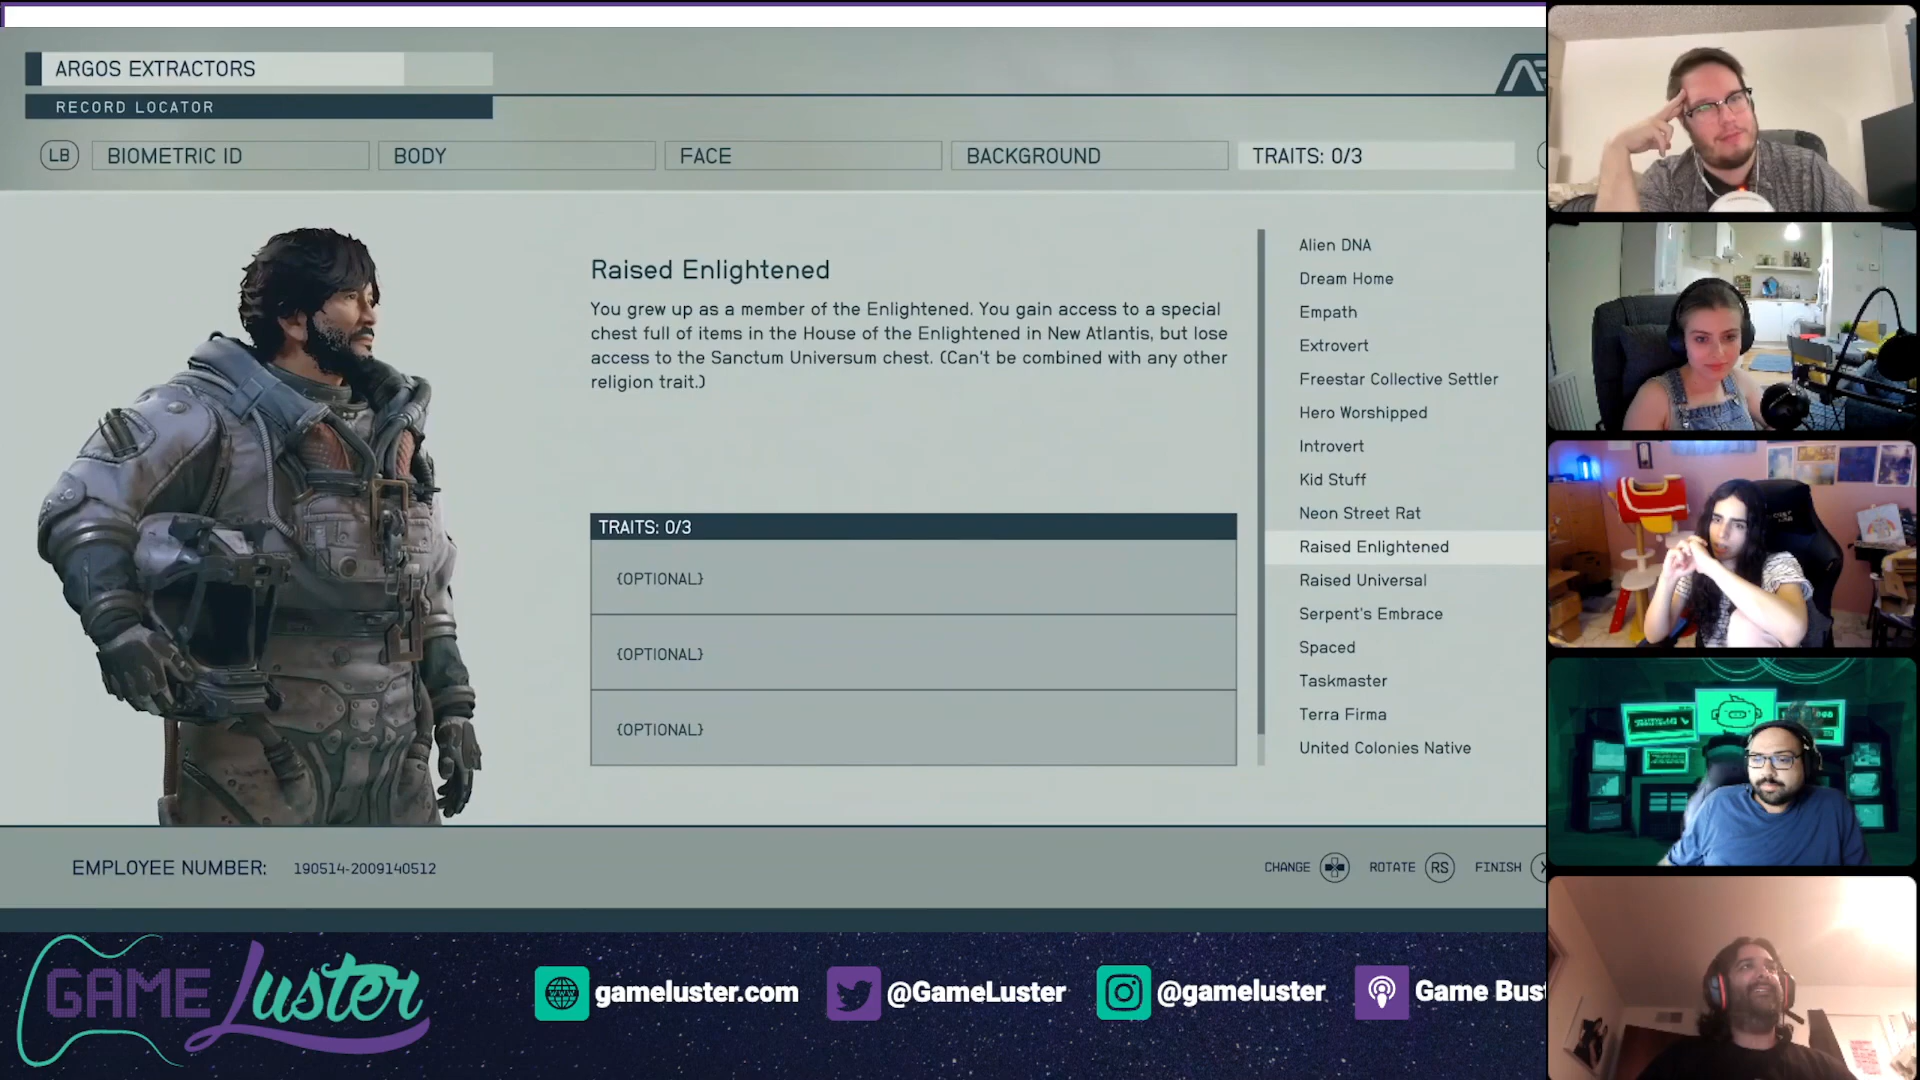 ARGOS EXTRACTORS
RECORD LOCATOR
LB
BIOMETRIC ID
BODY
FACE
BACKGROUND
TRAITS: 0/3
Raised Enlightened
You grew up as a member of the Enlightened. You gain access to a special
chest full of items in the House of the Enlightened in New Atlantis, but lose
access to the Sanctum Universum chest. (Can't be combined with any other
religion trait.)
TRAITS: 0/3
{OPTIONAL}
{OPTIONAL}
{OPTIONAL}
Alien DNA
Dream Home
Empath
Extrovert
Freestar Collective Settler
Hero Worshipped
Introvert
Kid Stuff
Neon Street Rat
Raised Enlightened
Raised Universal
Serpent's Embrace
Spaced
Taskmaster
Terra Firma
United Colonies Native
EMPLOYEE NUMBER: 190514-2009140512
CHANGE
ROTATE RS
FINISH X
GAME Luster
gameluster.com
@GameLuster
@gameluster
Game Bus